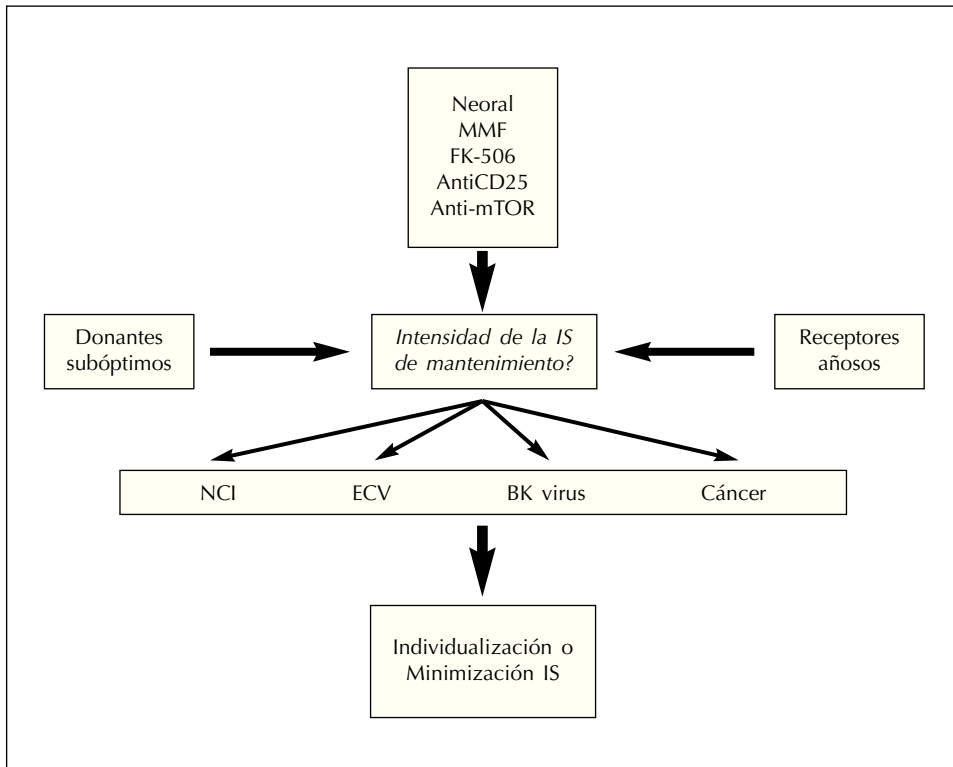 Neoral
MMF
FK-506
AntiCD25
Anti-mTOR
Donantes
subóptimos
Intensidad de la IS
de mantenimiento?
Receptores
añosos
NCI ECV BK virus Cáncer
Individualización o
Minimización IS